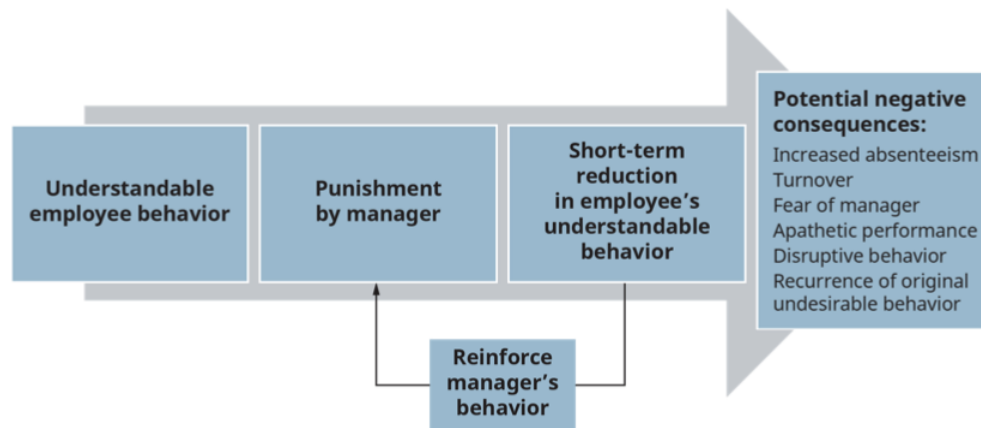 Understandable
employee behavior
Punishment
by manager
Short-term
reduction
in employee's
understandable
behavior
Potential negative
consequences:
Increased absenteeism
Turnover
Fear of manager
Apathetic performance
Disruptive behavior
Recurrence of original
undesirable behavior
Reinforce
manager's
behavior